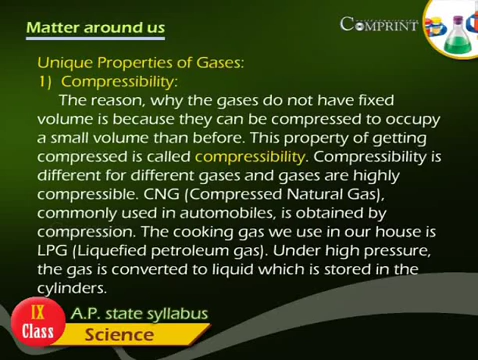 Matter around us
COMPRINT
Unique Properties of Gases:
1) Compressibility:
The reason, why the gases do not have fixed
volume is because they can be compressed to occupy
a small volume than before. This property of getting
compressed is called compressibility. Compressibility is
different for different gases and gases are highly
compressible. CNG (Compressed Natural Gas),
commonly used in automobiles, is obtained by
compression. The cooking gas we use in our house is
LPG (Liquefied petroleum gas). Under high pressure,
the gas is converted to liquid which is stored in the
cylinders.
IX
Class
A.P. state syllabus
Science